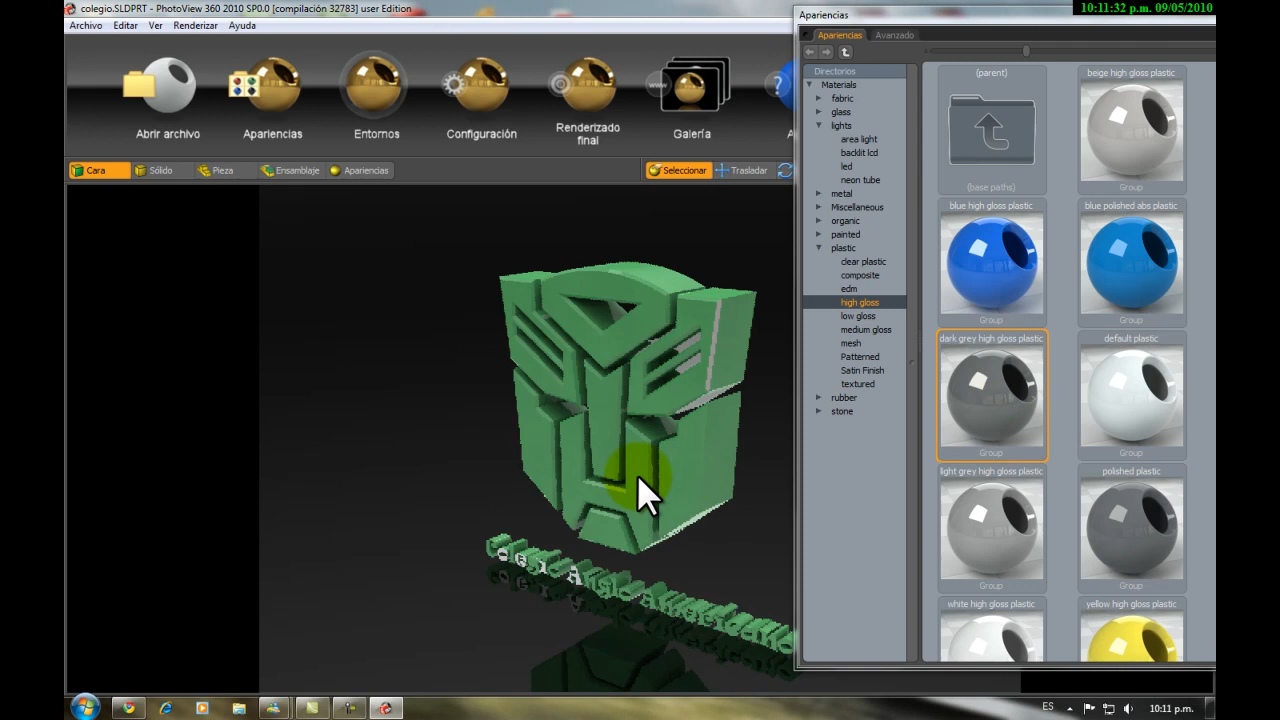 colegio.SLDPRT - PhotoView 360 2010 SP0.0 [compilación 32783] user Edition
10:11:32 p.m. 09/05/2010
Archivo Editar Ver Renderizar Ayuda
Apariencias
Apariencias Avanzado
Abrir archivo
Apariencias
Entornos
Configuración
Renderizado final
www
Galería
Cara Sólido Pieza Ensamblaje Apariencias
Seleccionar Trasladar
Directorios
Materials
fabric
glass
lights
area light
backlit lcd
led
neon tube
metal
Miscellaneous
organic
painted
plastic
clear plastic
composite
edm
high gloss
low gloss
medium gloss
mesh
Patterned
Satin Finish
textured
rubber
stone
(parent)
(base paths)
beige high gloss plastic
Group
blue high gloss plastic
Group
blue polished abs plastic
Group
dark grey high gloss plastic
Group
default plastic
Group
light grey high gloss plastic
Group
polished plastic
Group
white high gloss plastic
yellow high gloss plastic
Colegio Anglo Americano
ES
10:11 p.m.